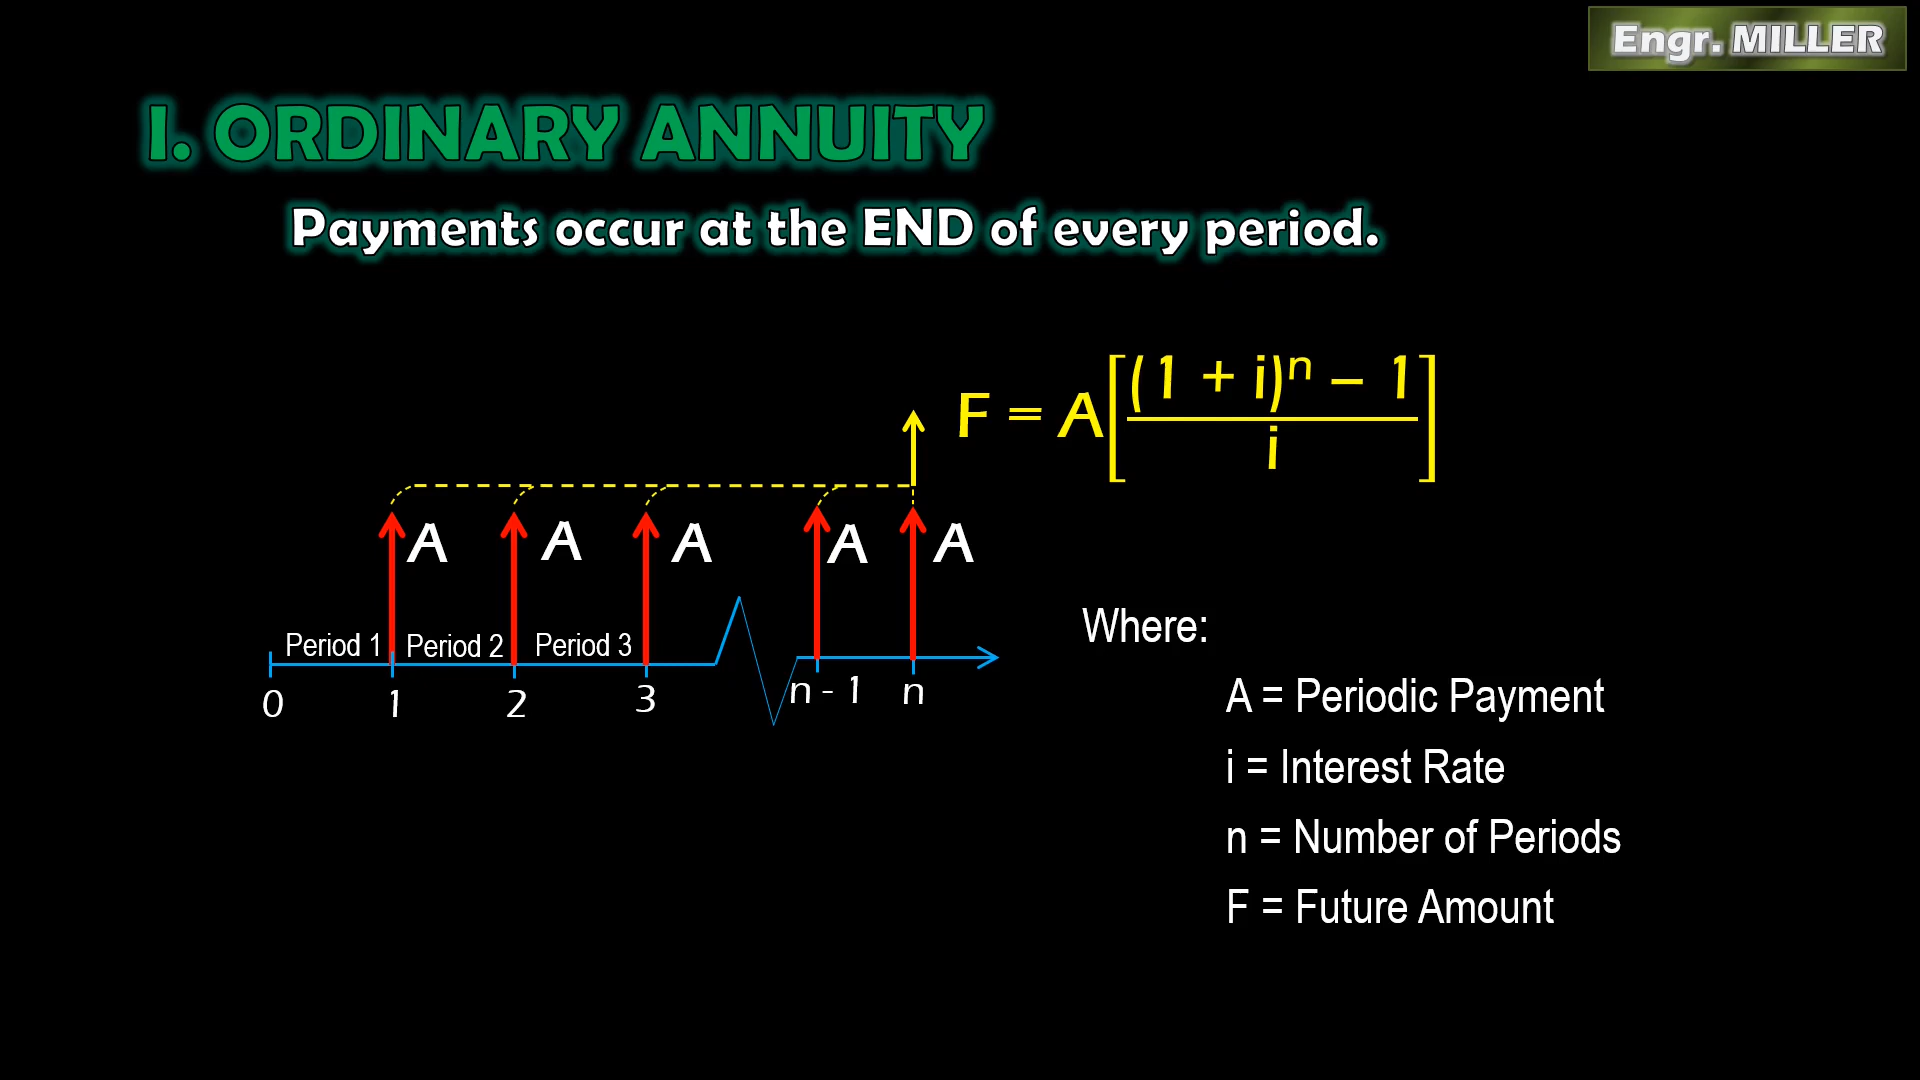 Engr. MILLER
I. ORDINARY ANNUITY
Payments occur at the END of every period.
F = A[((1 + i)ⁿ – 1) / i]
A A A A A
Period 1 Period 2 Period 3
0 1 2 3 n - 1 n
Where:
A = Periodic Payment
i = Interest Rate
n = Number of Periods
F = Future Amount